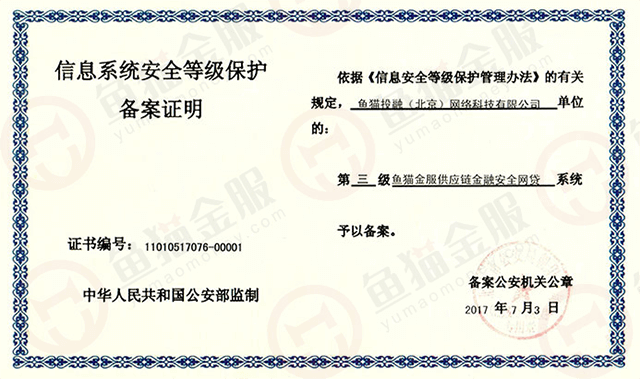 信息系统安全等级保护
备案证明
证书编号：11010517076-00001
中华人民共和国公安部监制
依据《信息安全等级保护管理办法》的有关
规定，鱼猫投融（北京）网络科技有限公司 单位
的：
第 三 级 鱼猫金服供应链金融安全网贷 系统
予以备案。
备案公安机关公章
2017 年 7 月 3 日
鱼猫金服
yumaomoney.com